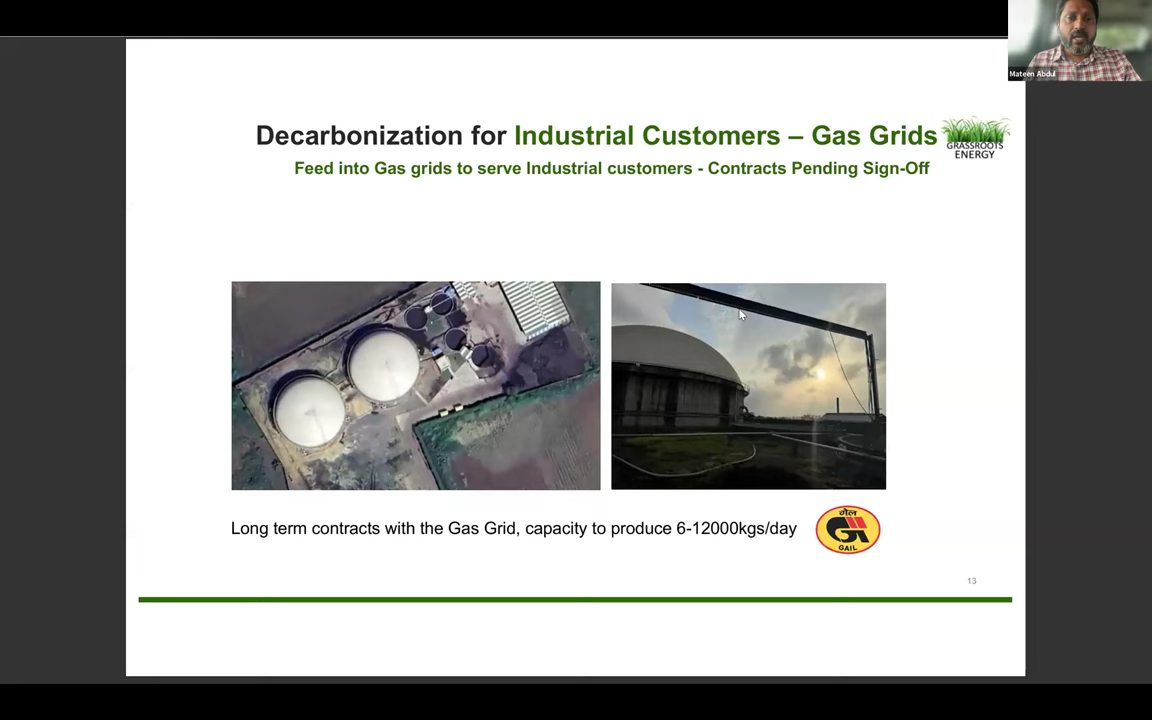 Mateen Abdul
Decarbonization for Industrial Customers – Gas Grids
GRASSROOTS
ENERGY
Feed into Gas grids to serve Industrial customers - Contracts Pending Sign-Off
Long term contracts with the Gas Grid, capacity to produce 6-12000kgs/day
गेल
GAIL
13